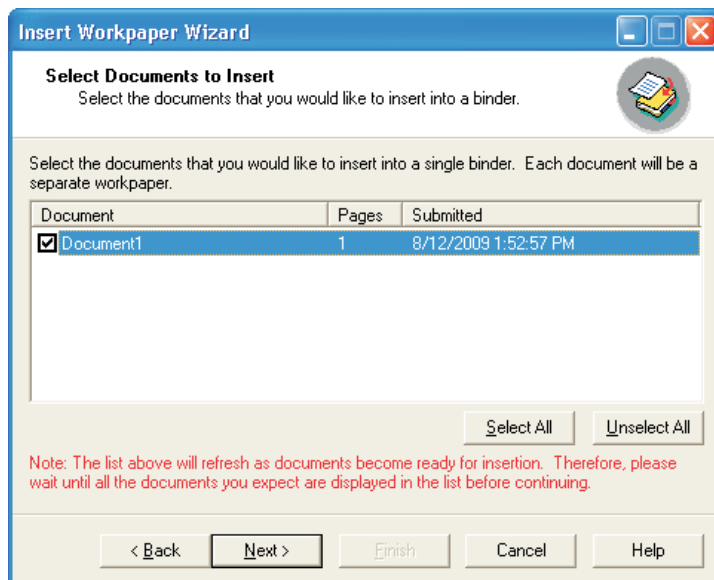 Insert Workpaper Wizard
Select Documents to Insert
Select the documents that you would like to insert into a binder.
Select the documents that you would like to insert into a single binder. Each document will be a
separate workpaper.
Document Pages Submitted
Document1 1 8/12/2009 1:52:57 PM
Select All Unselect All
Note: The list above will refresh as documents become ready for insertion. Therefore, please
wait until all the documents you expect are displayed in the list before continuing.
< Back Next > Finish Cancel Help